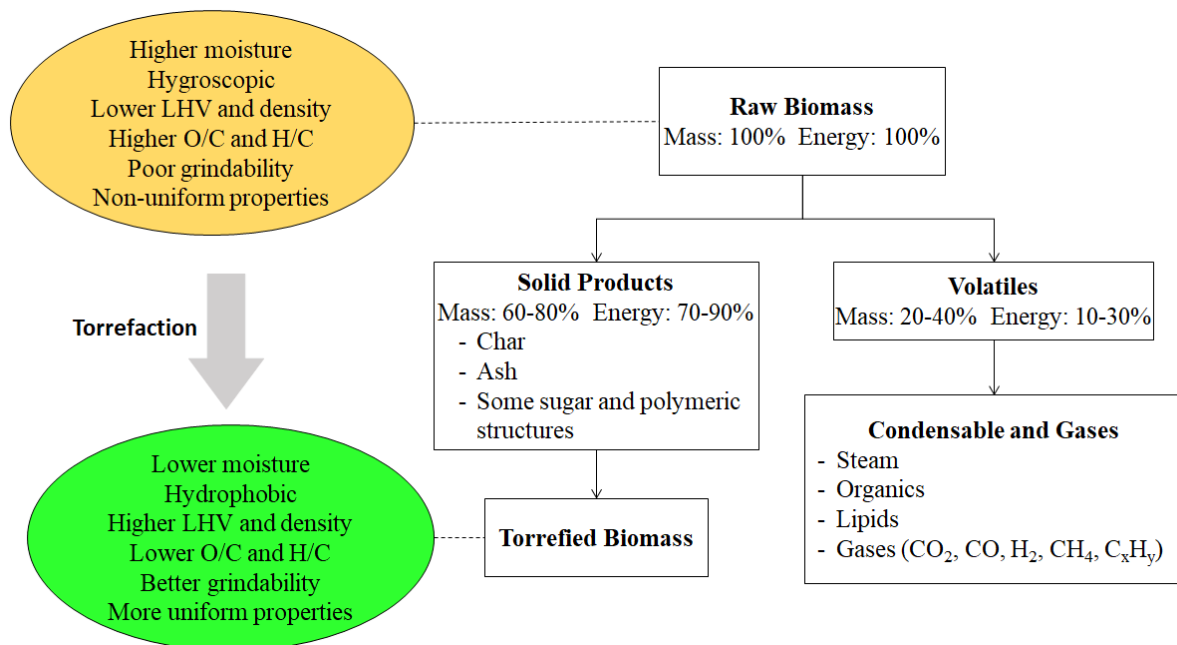 Higher moisture
Hygroscopic
Lower LHV and density
Higher O/C and H/C
Poor grindability
Non-uniform properties
Raw Biomass
Mass: 100%  Energy: 100%
Torrefaction
Solid Products
Mass: 60-80%  Energy: 70-90%
- Char
- Ash
- Some sugar and polymeric
structures
Volatiles
Mass: 20-40%  Energy: 10-30%
Lower moisture
Hydrophobic
Higher LHV and density
Lower O/C and H/C
Better grindability
More uniform properties
Torrefied Biomass
Condensable and Gases
- Steam
- Organics
- Lipids
- Gases (CO₂, CO, H₂, CH₄, CₓHᵧ)